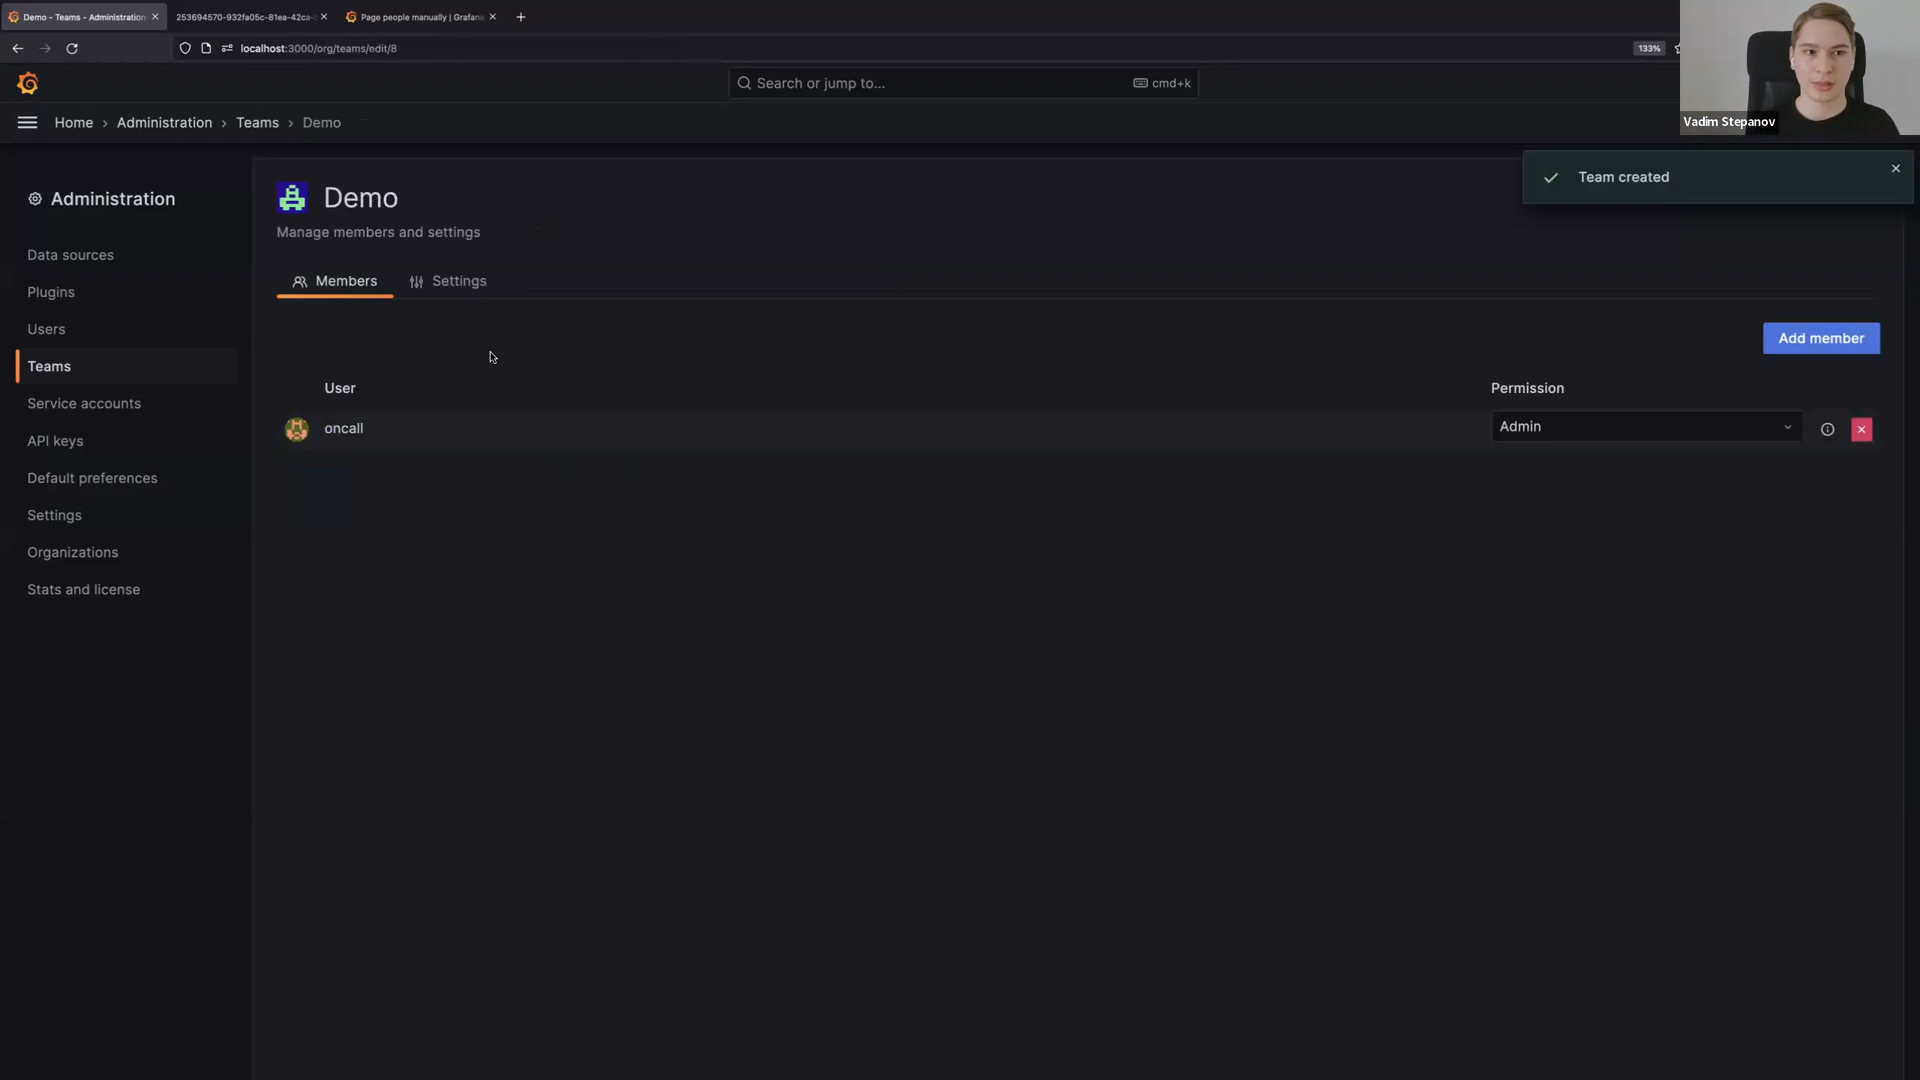 Demo - Teams - Administration
253694570-932fa05c-81ea-42ca-
Page people manually | Grafana
localhost:3000/org/teams/edit/8
133%
Search or jump to...
cmd+k
Vadim Stepanov
Home › Administration › Teams › Demo
Team created
Administration
Data sources
Plugins
Users
Teams
Service accounts
API keys
Default preferences
Settings
Organizations
Stats and license
Demo
Manage members and settings
Members
Settings
Add member
User
Permission
oncall
Admin